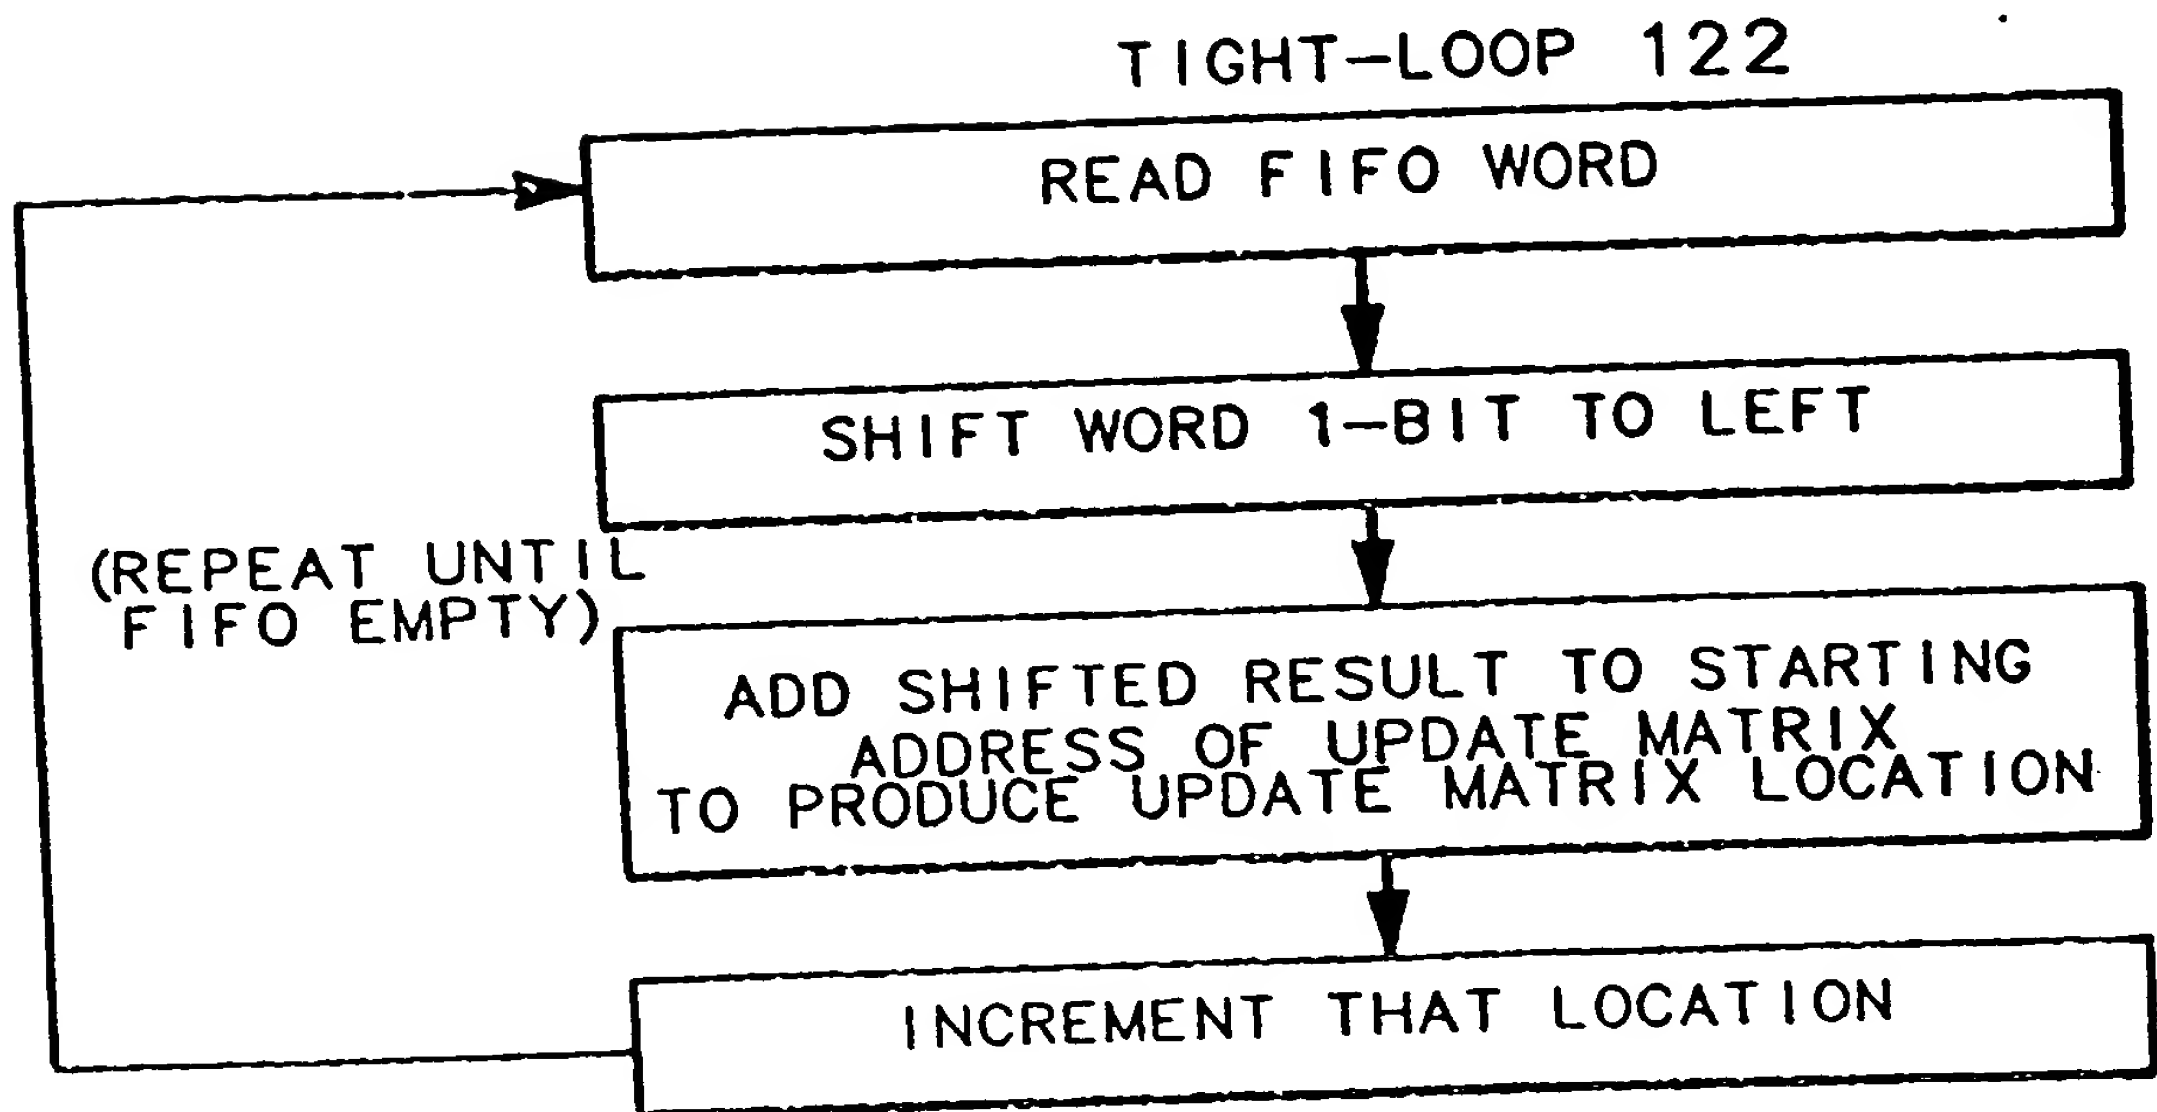 TIGHT-LOOP 122
READ FIFO WORD
SHIFT WORD 1-BIT TO LEFT
(REPEAT UNTIL
FIFO EMPTY)
ADD SHIFTED RESULT TO STARTING
ADDRESS OF UPDATE MATRIX
TO PRODUCE UPDATE MATRIX LOCATION
INCREMENT THAT LOCATION